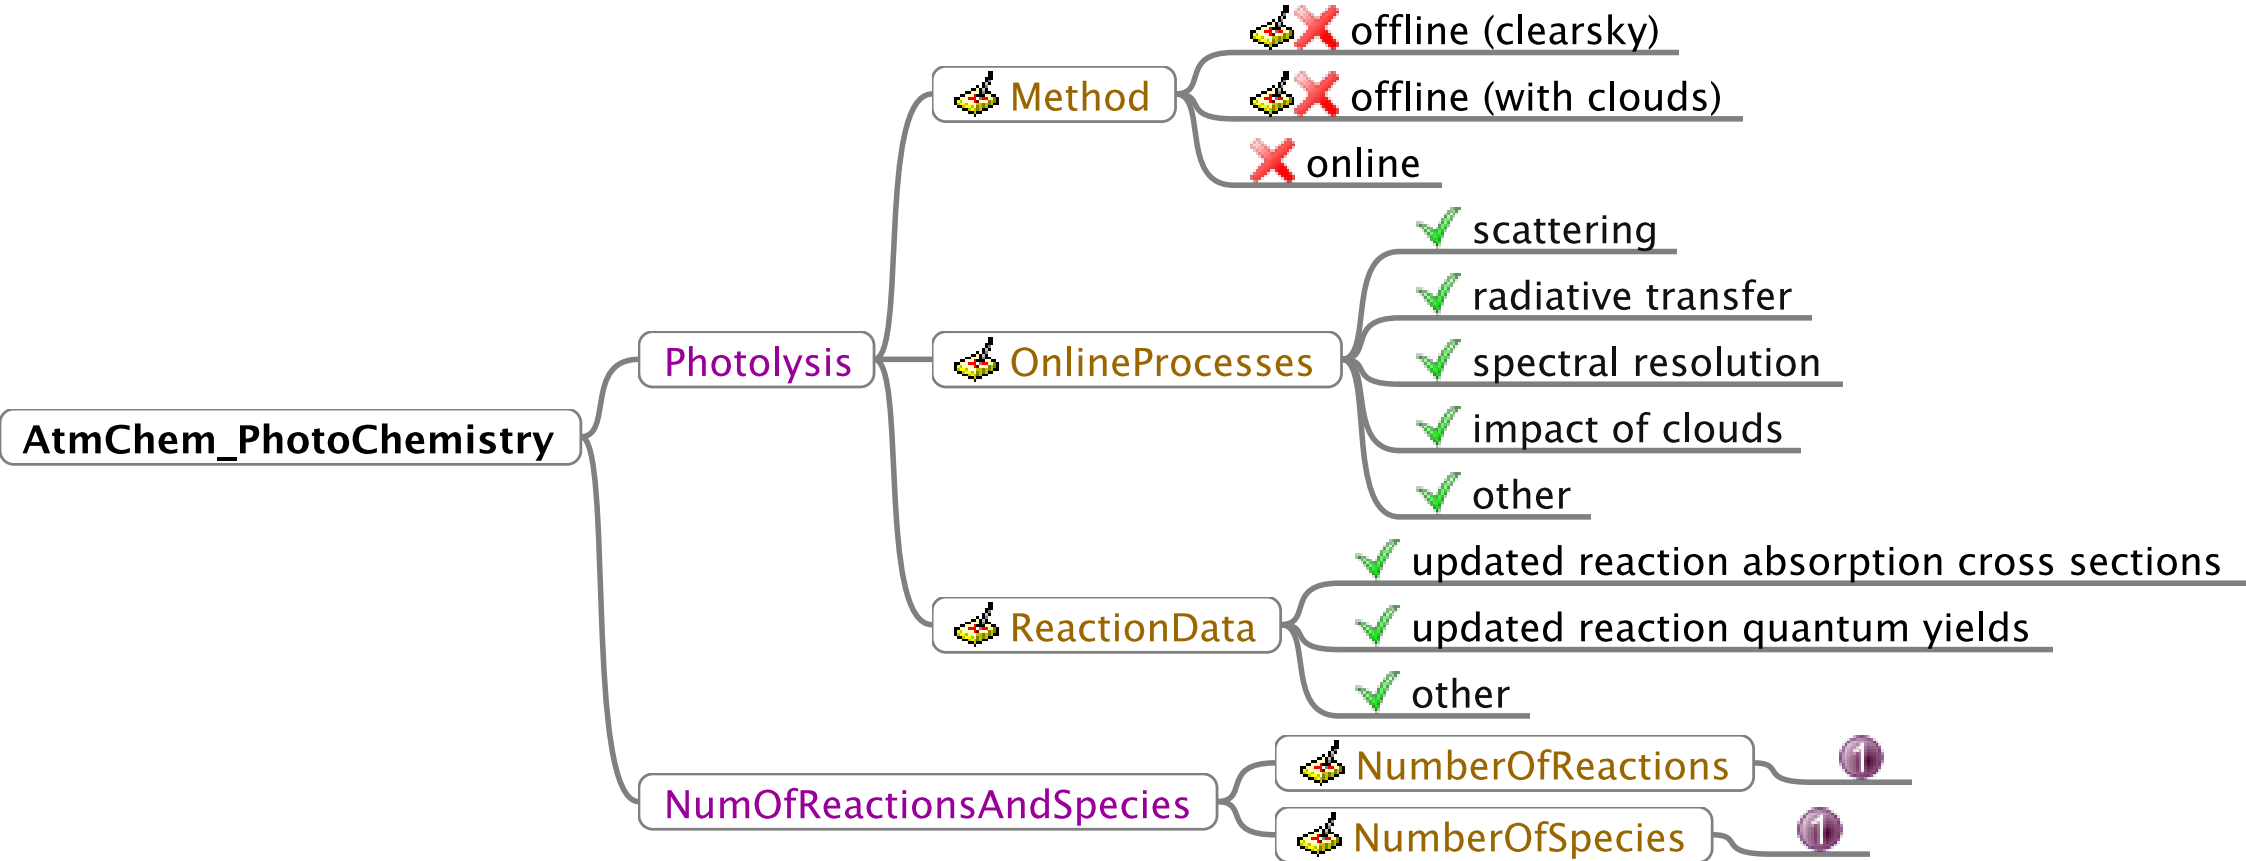 offline (clearsky)
Method
offline (with clouds)
online
scattering
radiative transfer
Photolysis
OnlineProcesses
spectral resolution
AtmChem_PhotoChemistry
impact of clouds
other
updated reaction absorption cross sections
ReactionData
updated reaction quantum yields
other
NumberOfReactions
1
NumOfReactionsAndSpecies
NumberOfSpecies
1